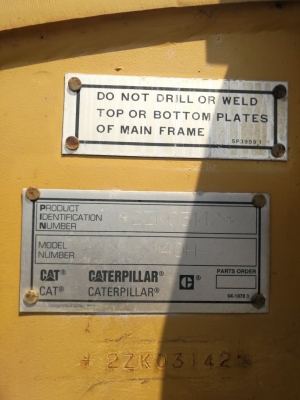 DO NOT DRILL OR WELD
TOP OR BOTTOM PLATES
OF MAIN FRAME
PRODUCT
IDENTIFICATION
NUMBER
MODEL
NUMBER
CAT® CATERPILLAR® C®
PARTS ORDER
CAT® CATERPILLAR®
* 2ZK03142*